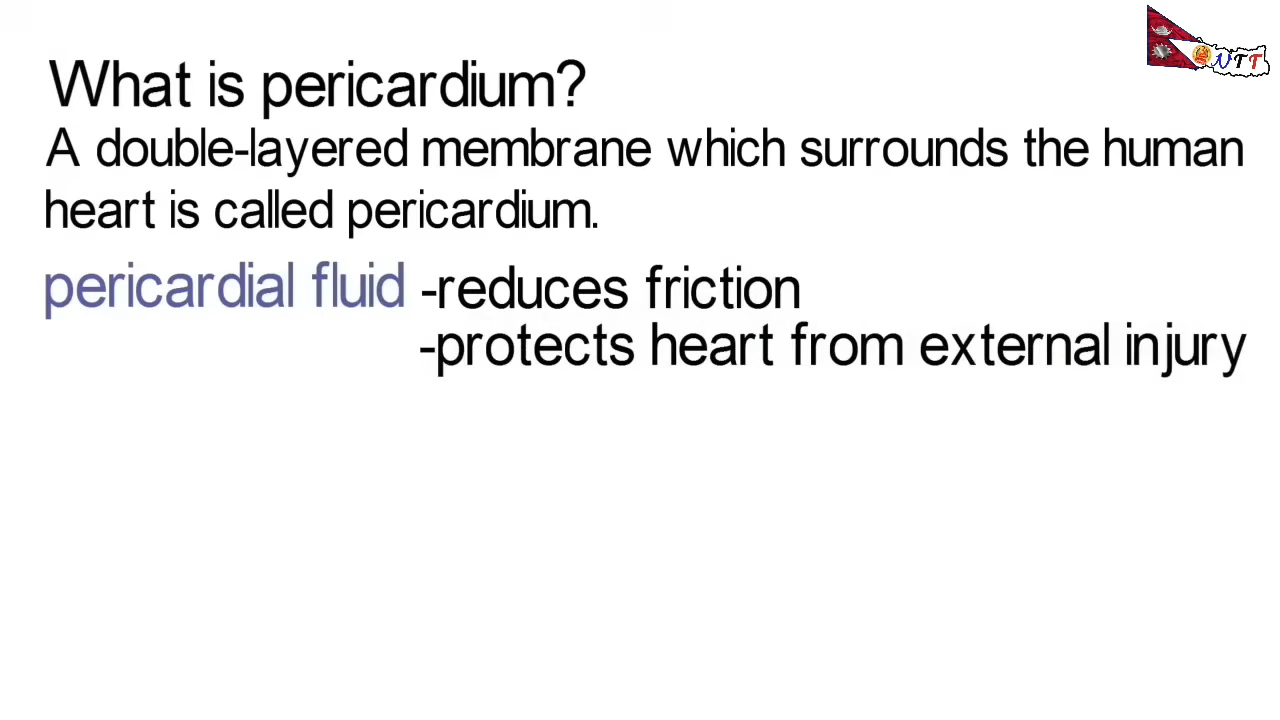 What is pericardium?
A double-layered membrane which surrounds the human
heart is called pericardium.
pericardial fluid -reduces friction
-protects heart from external injury
NTT